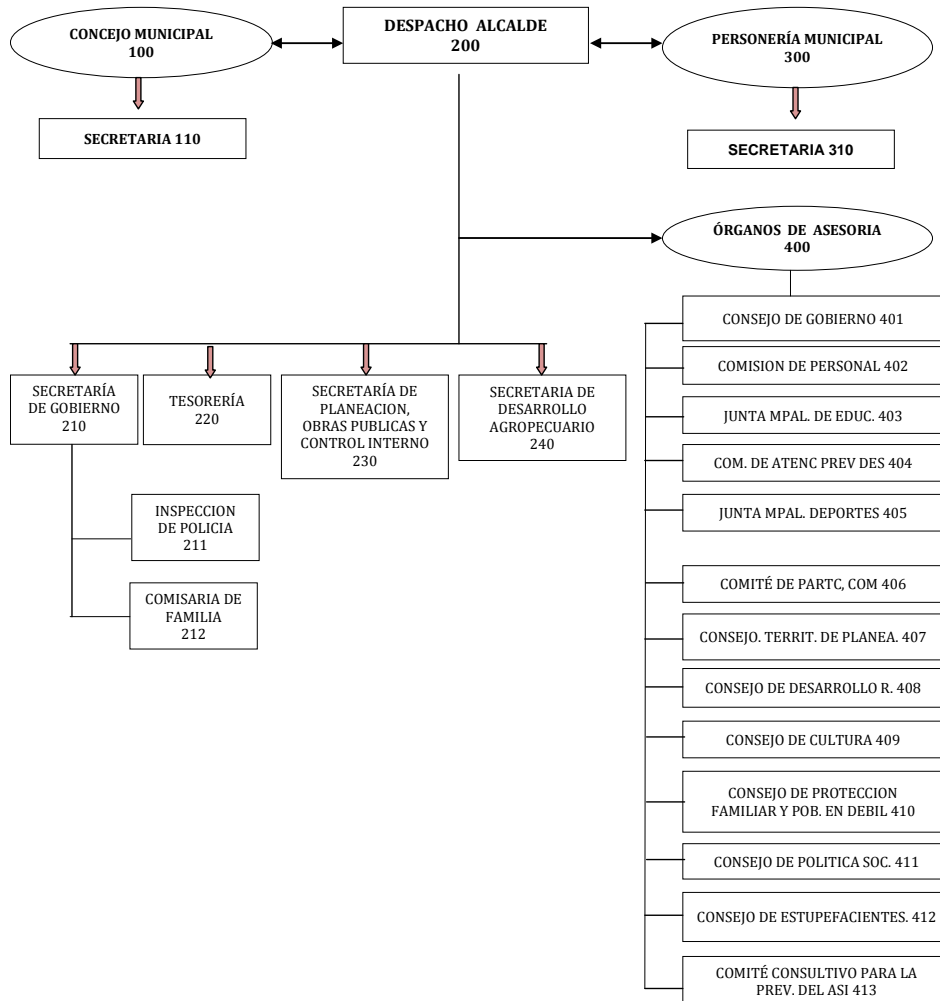 CONCEJO MUNICIPAL
100
DESPACHO ALCALDE
200
PERSONERÍA MUNICIPAL
300
SECRETARIA 110
SECRETARIA 310
ÓRGANOS DE ASESORIA
400
SECRETARÍA
DE GOBIERNO
210
TESORERÍA
220
SECRETARÍA DE
PLANEACION,
OBRAS PUBLICAS Y
CONTROL INTERNO
230
SECRETARIA DE
DESARROLLO
AGROPECUARIO
240
INSPECCION
DE POLICIA
211
COMISARIA DE
FAMILIA
212
CONSEJO DE GOBIERNO 401
COMISION DE PERSONAL 402
JUNTA MPAL. DE EDUC. 403
COM. DE ATENC PREV DES 404
JUNTA MPAL. DEPORTES 405
COMITÉ DE PARTC, COM 406
CONSEJO. TERRIT. DE PLANEA. 407
CONSEJO DE DESARROLLO R. 408
CONSEJO DE CULTURA 409
CONSEJO DE PROTECCION
FAMILIAR Y POB. EN DEBIL 410
CONSEJO DE POLITICA SOC. 411
CONSEJO DE ESTUPEFACIENTES. 412
COMITÉ CONSULTIVO PARA LA
PREV. DEL ASI 413